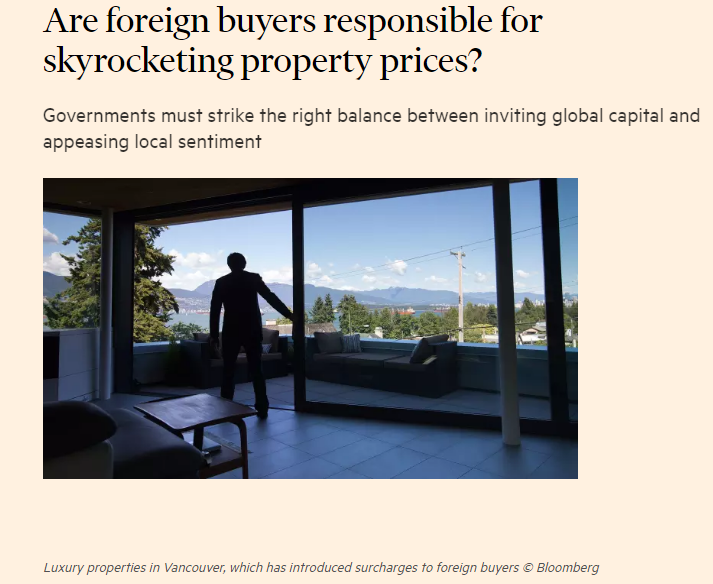 Are foreign buyers responsible for
skyrocketing property prices?
Governments must strike the right balance between inviting global capital and
appeasing local sentiment
Luxury properties in Vancouver, which has introduced surcharges to foreign buyers © Bloomberg